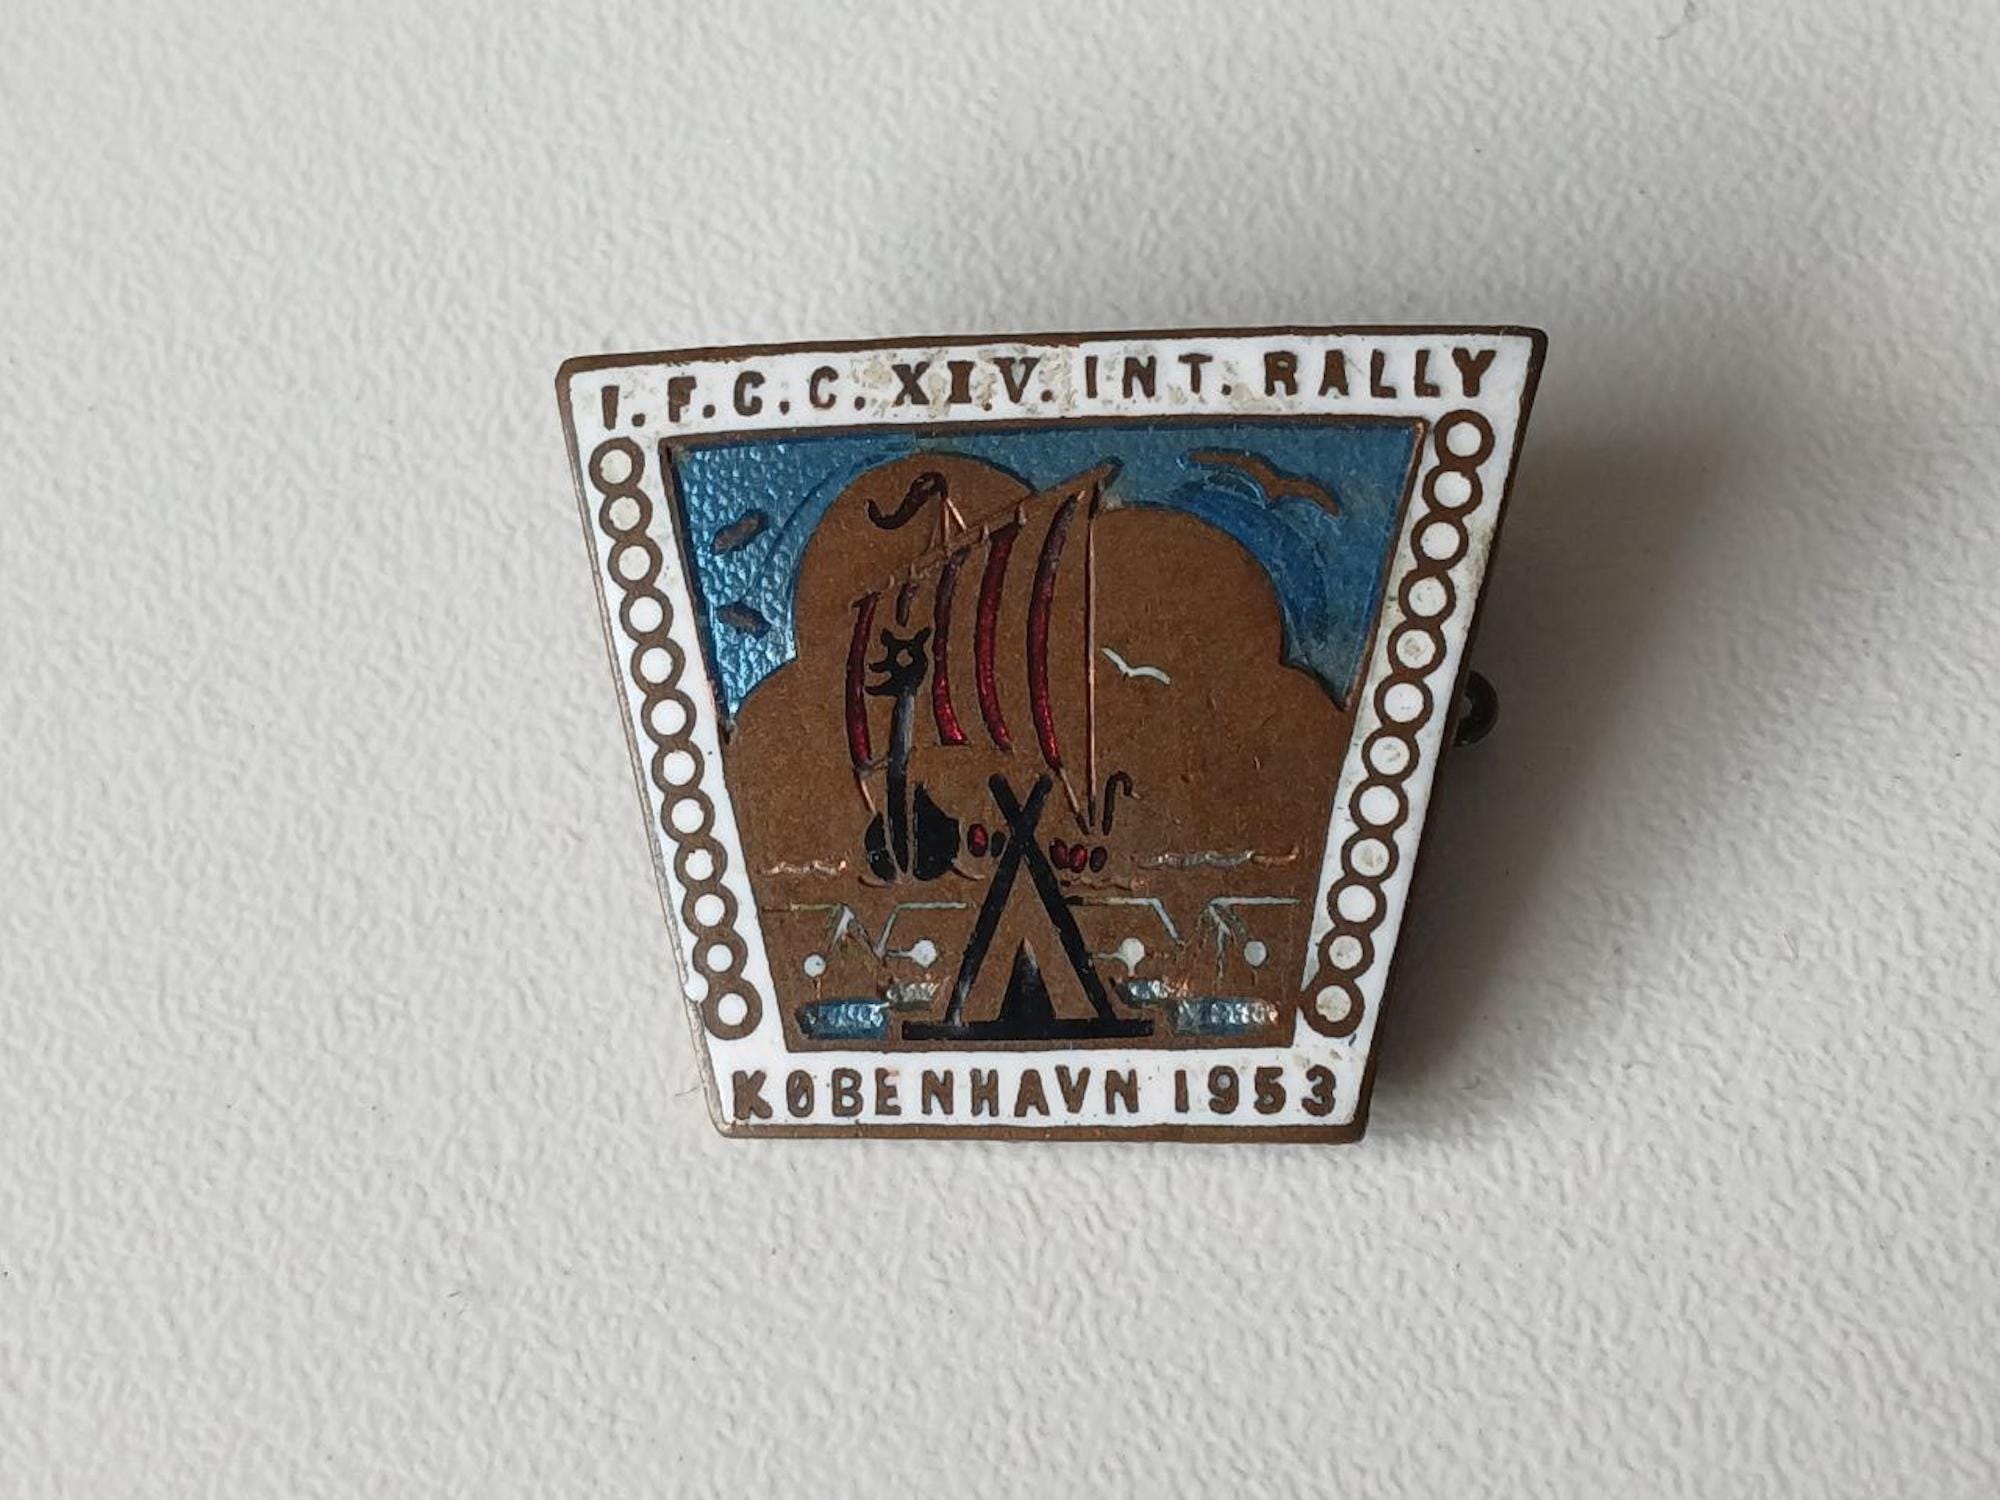 I.F.C.C. XIV. INT. RALLY
KØBENHAVN 1953